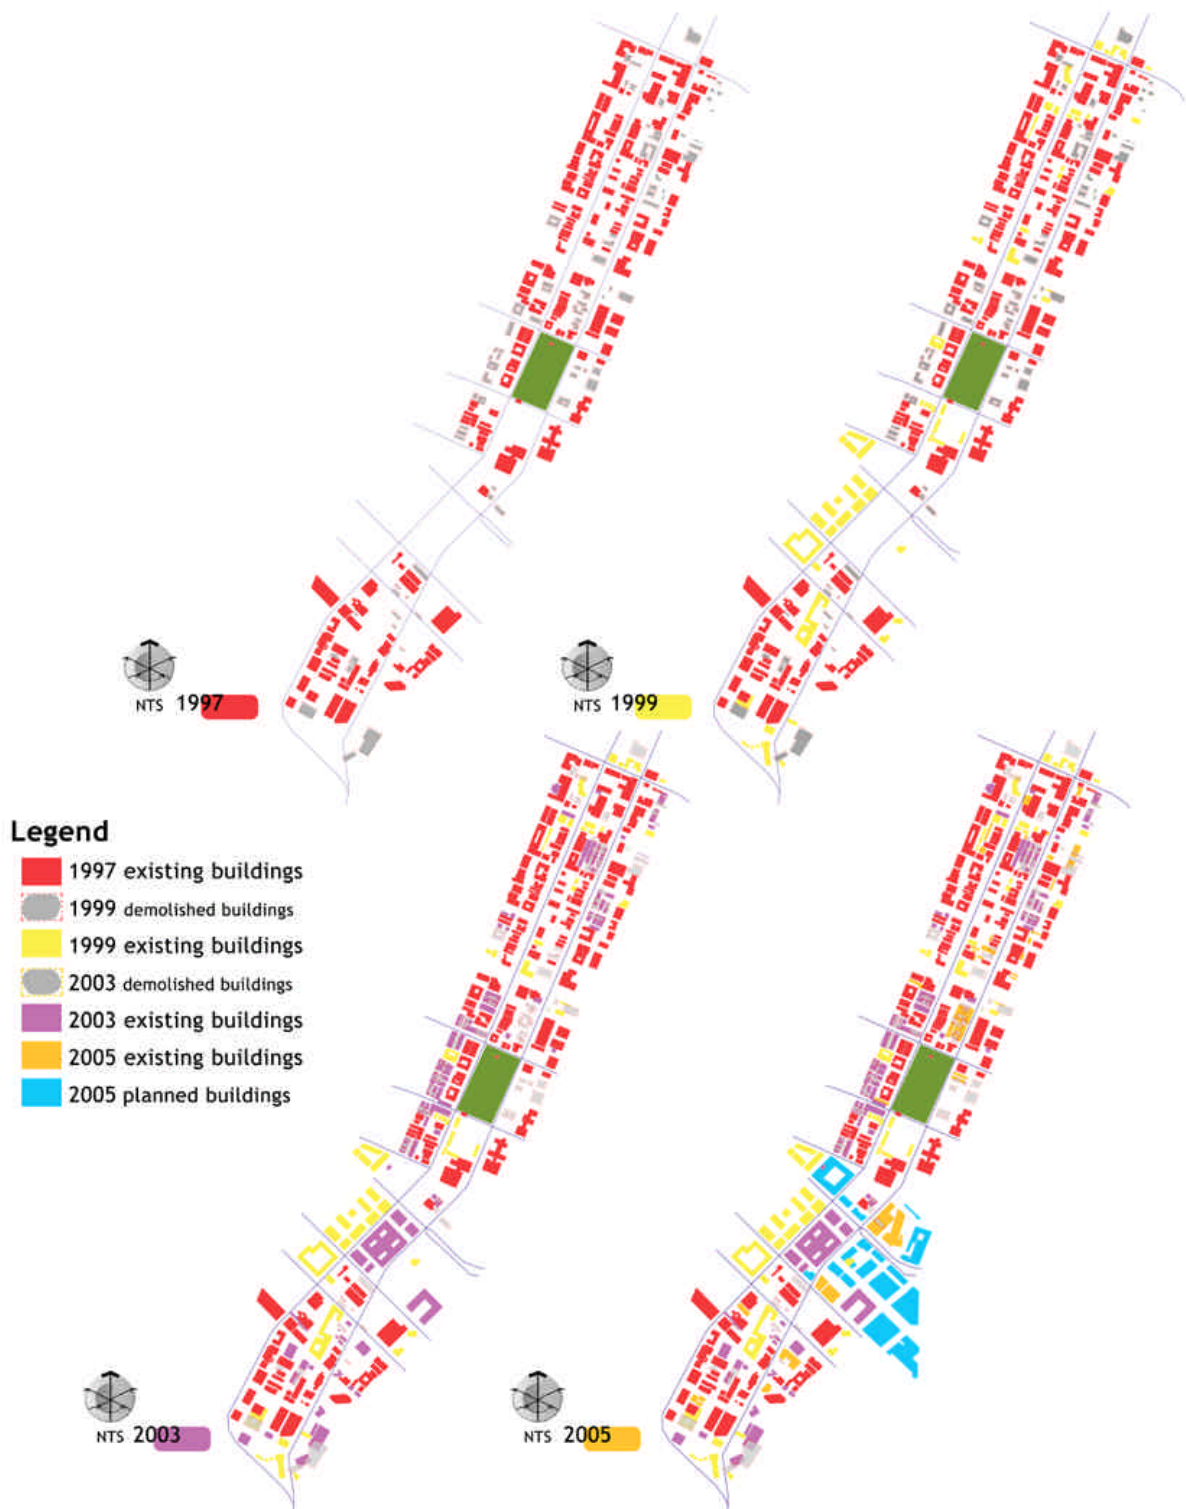 NTS 1997
NTS 1999
Legend
1997 existing buildings
1999 demolished buildings
1999 existing buildings
2003 demolished buildings
2003 existing buildings
2005 existing buildings
2005 planned buildings
NTS 2003
NTS 2005